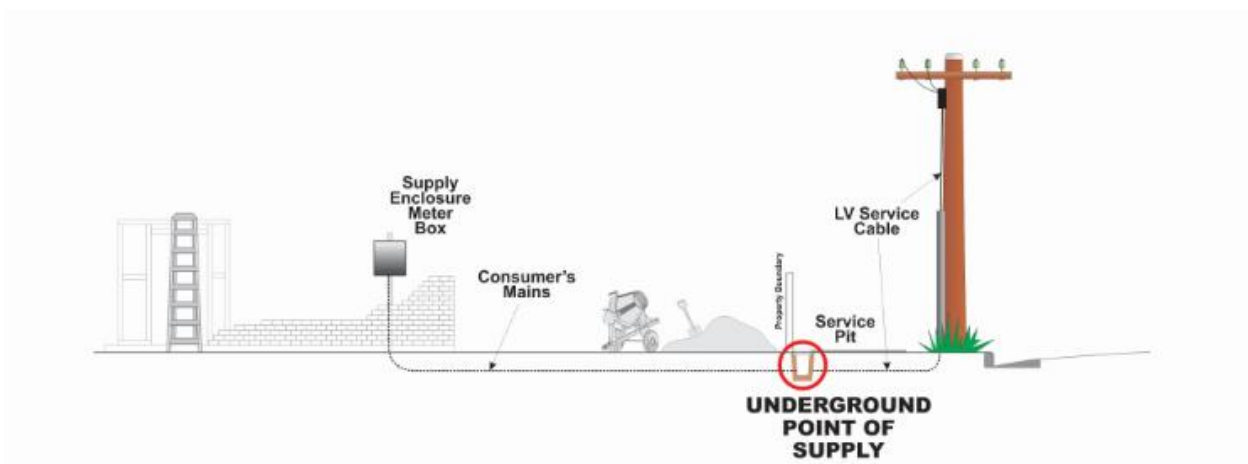 Supply
Enclosure
Meter
Box
Consumer's
Mains
Property Boundary
Service
Pit
LV Service
Cable
UNDERGROUND
POINT OF
SUPPLY